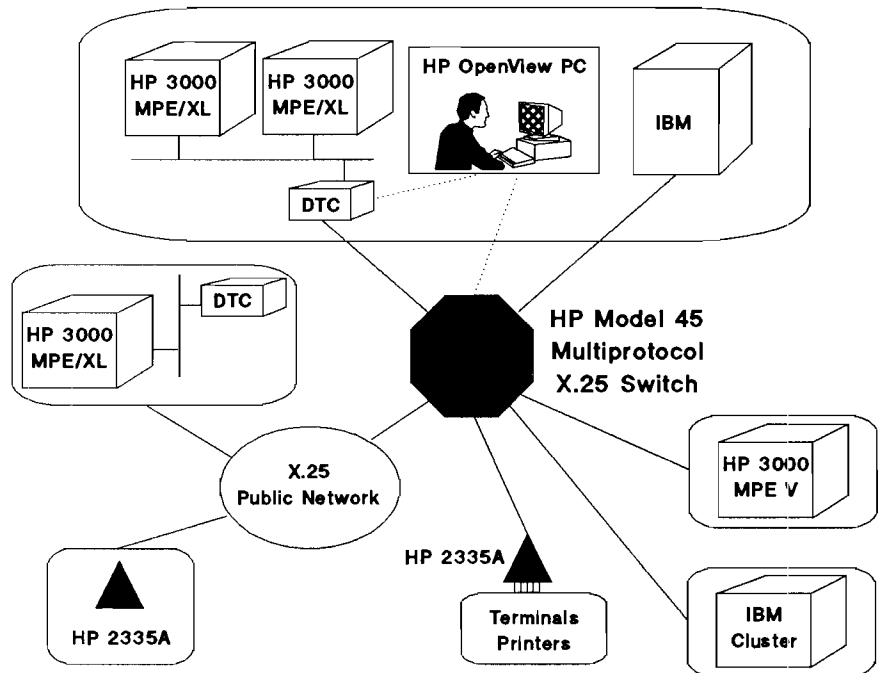 HP 3000
MPE/XL
HP 3000
MPE/XL
HP OpenView PC
IBM
DTC
DTC
HP 3000
MPE/XL
HP Model 45
Multiprotocol
X.25 Switch
X.25
Public Network
HP 3000
MPE V
HP 2335A
HP 2335A
Terminals
Printers
IBM
Cluster